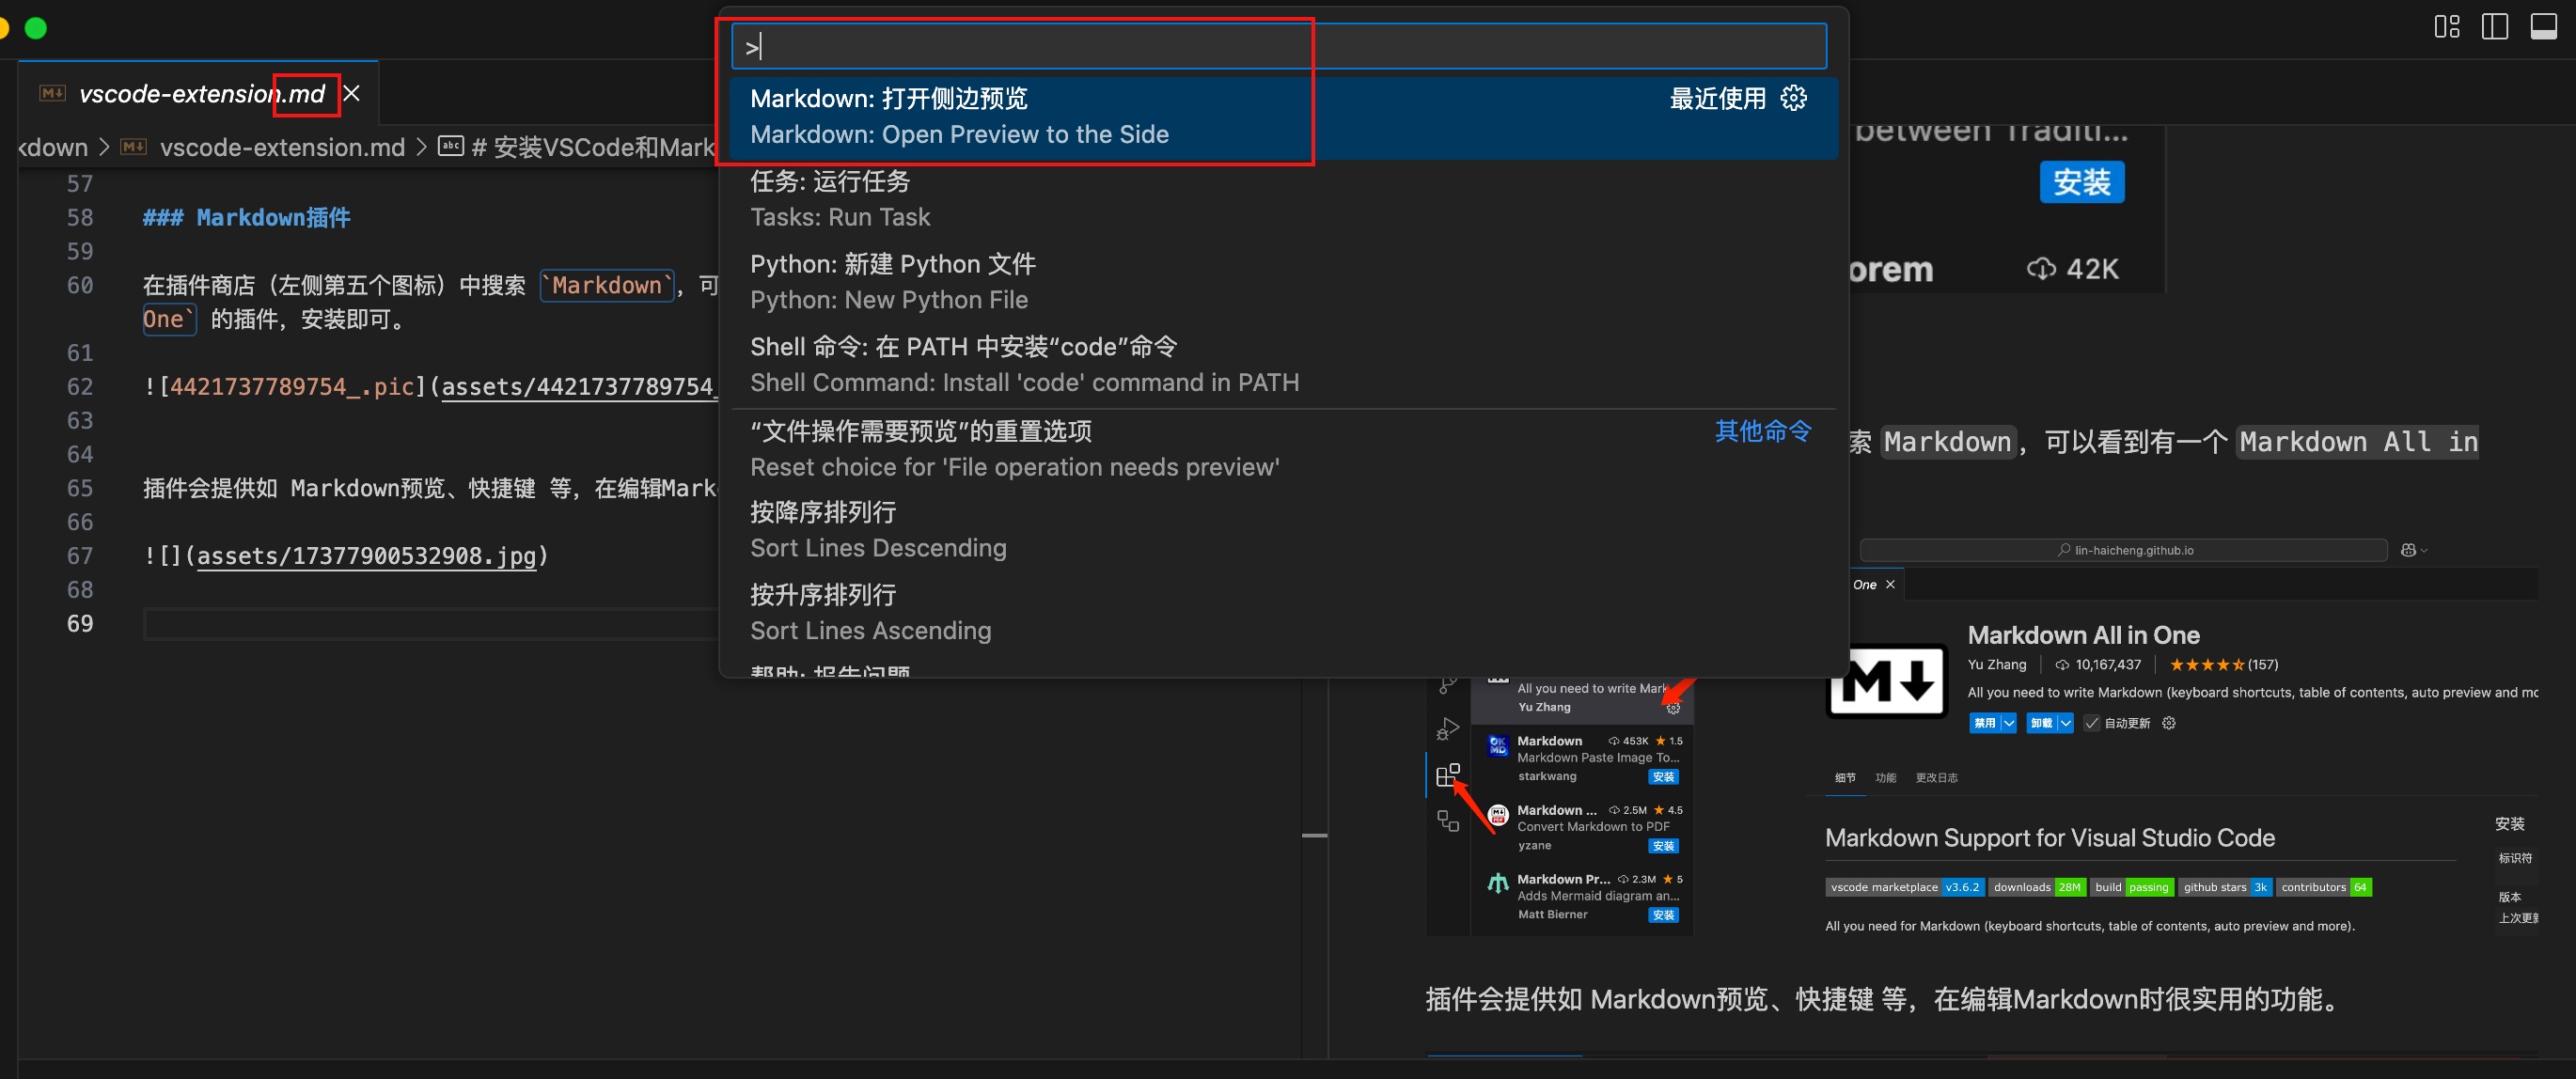 vscode-extension.md
kdown > vscode-extension.md > # 安装VSCode和Mark
57
58 ### Markdown插件
59
60 在插件商店（左侧第五个图标）中搜索 `Markdown`，可
One` 的插件，安装即可。
61
62 ![4421737789754_.pic](assets/4421737789754_
63
64
65 插件会提供如 Markdown预览、快捷键 等，在编辑Mark
66
67 ![](assets/17377900532908.jpg)
68
69
>
Markdown: 打开侧边预览 最近使用
Markdown: Open Preview to the Side
任务: 运行任务
Tasks: Run Task
Python: 新建 Python 文件
Python: New Python File
Shell 命令: 在 PATH 中安装“code”命令
Shell Command: Install 'code' command in PATH
“文件操作需要预览”的重置选项 其他命令
Reset choice for 'File operation needs preview'
按降序排列行
Sort Lines Descending
按升序排列行
Sort Lines Ascending
帮助: 报告问题
between Traditi...
安装
orem 42K
索 Markdown，可以看到有一个 Markdown All in
lin-haicheng.github.io
One
Markdown All in One
Yu Zhang 10,167,437 (157)
All you need to write Markdown (keyboard shortcuts, table of contents, auto preview and mo
禁用 卸载 自动更新
细节 功能 更改日志
Markdown Support for Visual Studio Code
vscode marketplace v3.6.2 downloads 28M build passing github stars 3k contributors 64
All you need for Markdown (keyboard shortcuts, table of contents, auto preview and more).
安装
标识符
版本
上次更新
All you need to write Mark
Yu Zhang
Markdown 453K 1.5
Markdown Paste Image To...
starkwang 安装
Markdown ... 2.5M 4.5
Convert Markdown to PDF
yzane 安装
Markdown Pr... 2.3M 5
Adds Mermaid diagram an...
Matt Bierner 安装
插件会提供如 Markdown预览、快捷键 等，在编辑Markdown时很实用的功能。